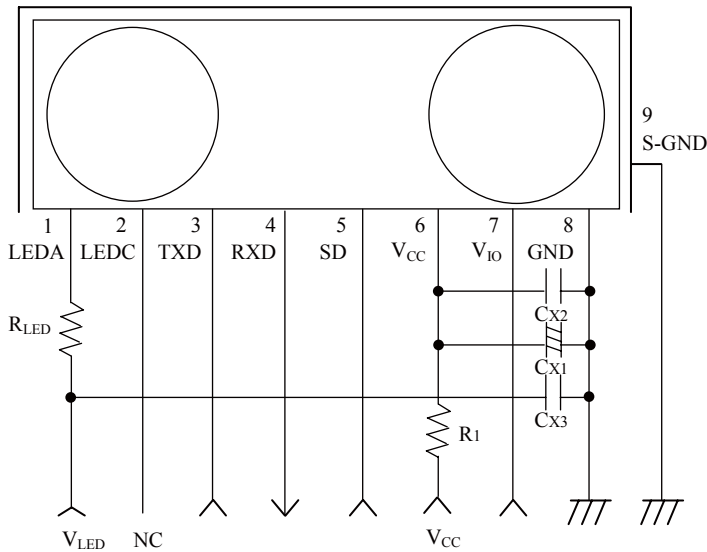 9
S-GND
1 2 3 4 5 6 7 8
LEDA LEDC TXD RXD SD VCC VIO GND
RLED
CX2
CX1
CX3
R1
VLED NC VCC